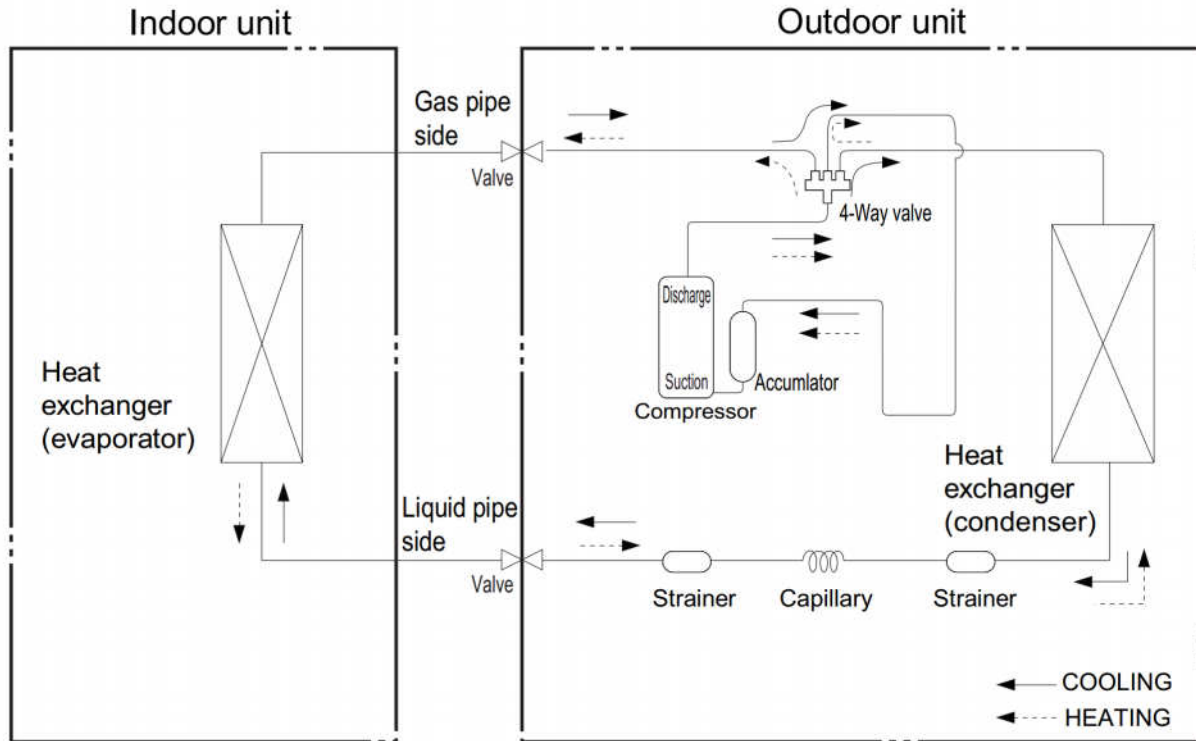 Indoor unit
Outdoor unit
Gas pipe
side
Valve
4-Way valve
Discharge
Suction
Compressor
Accumlator
Heat
exchanger
(evaporator)
Heat
exchanger
(condenser)
Liquid pipe
side
Valve
Strainer
Capillary
Strainer
COOLING
HEATING